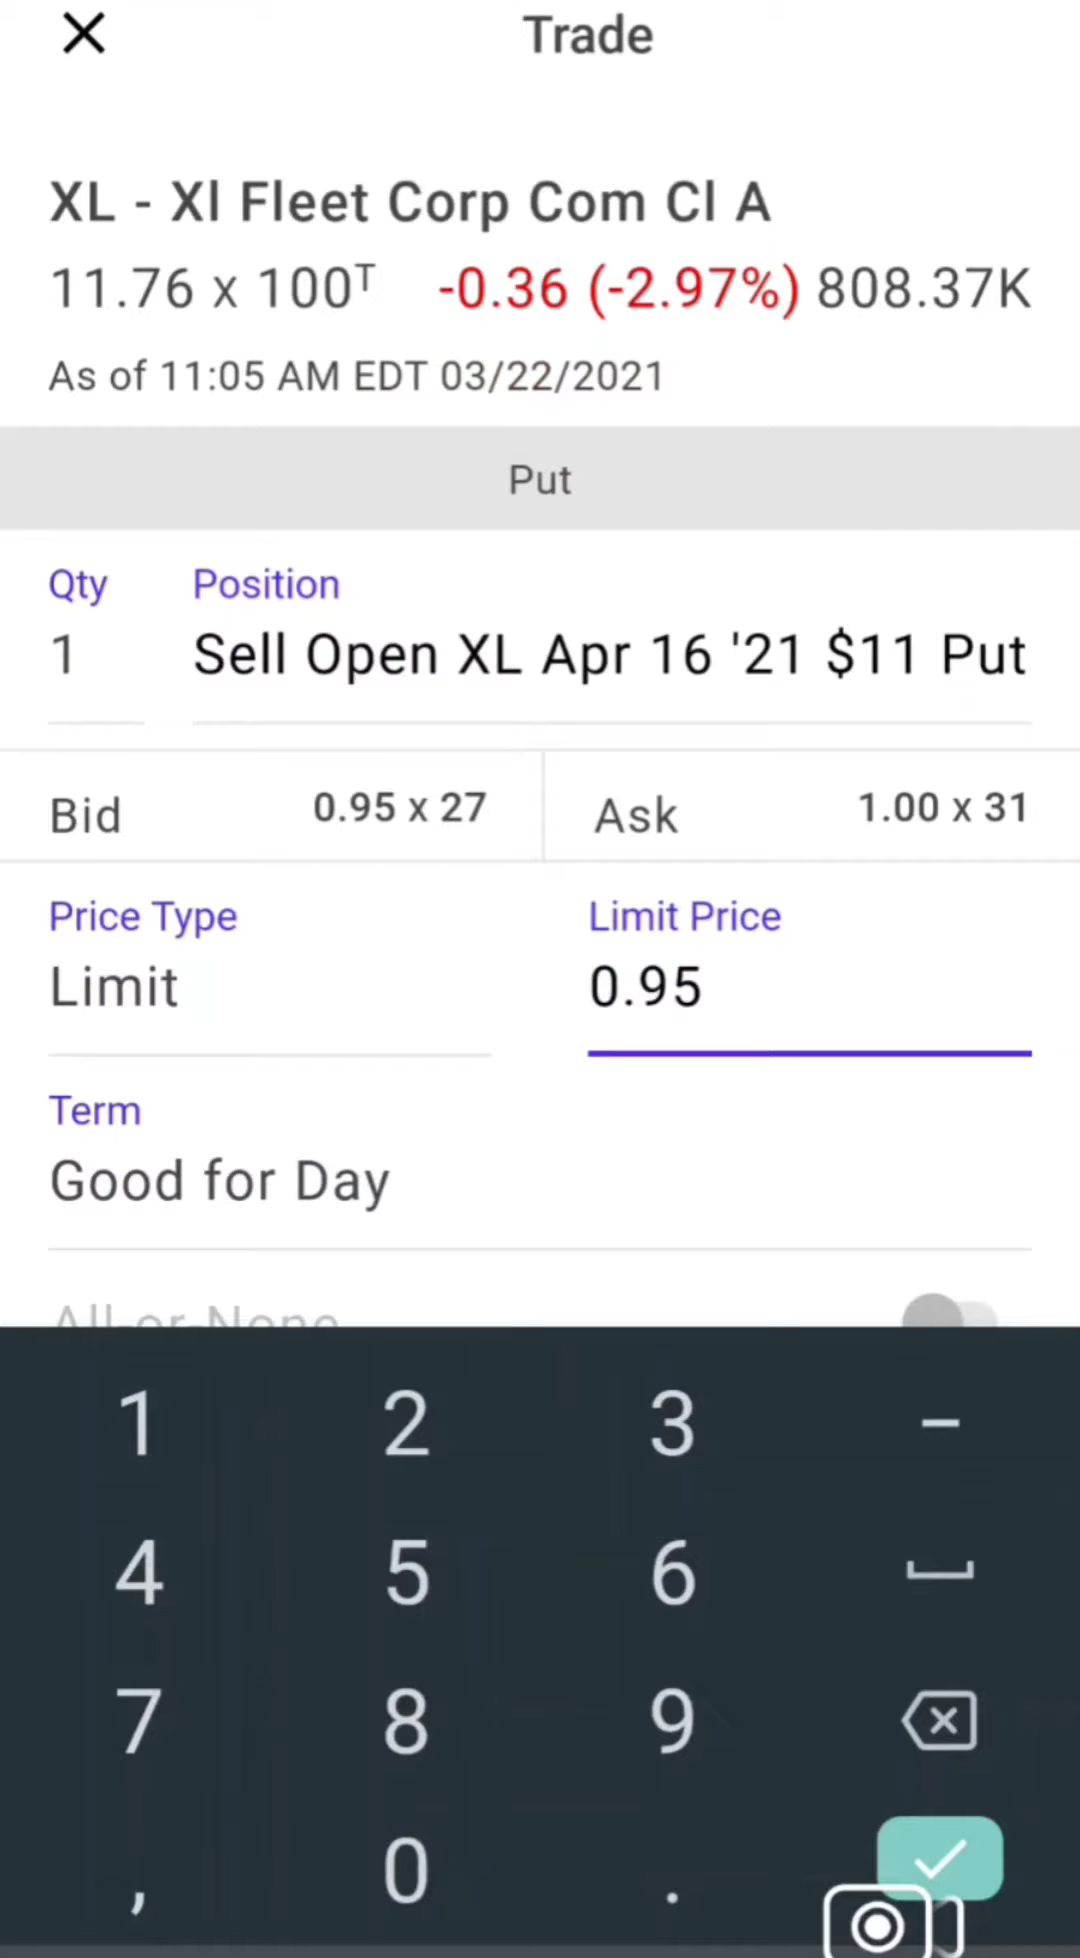 Trade
XL - Xl Fleet Corp Com Cl A
11.76 x 100T -0.36 (-2.97%) 808.37K
As of 11:05 AM EDT 03/22/2021
Put
Qty Position
1 Sell Open XL Apr 16 '21 $11 Put
Bid 0.95 x 27 Ask 1.00 x 31
Price Type Limit Price
Limit 0.95
Term
Good for Day
All-or-None
1 2 3 –
4 5 6
7 8 9
, 0 .